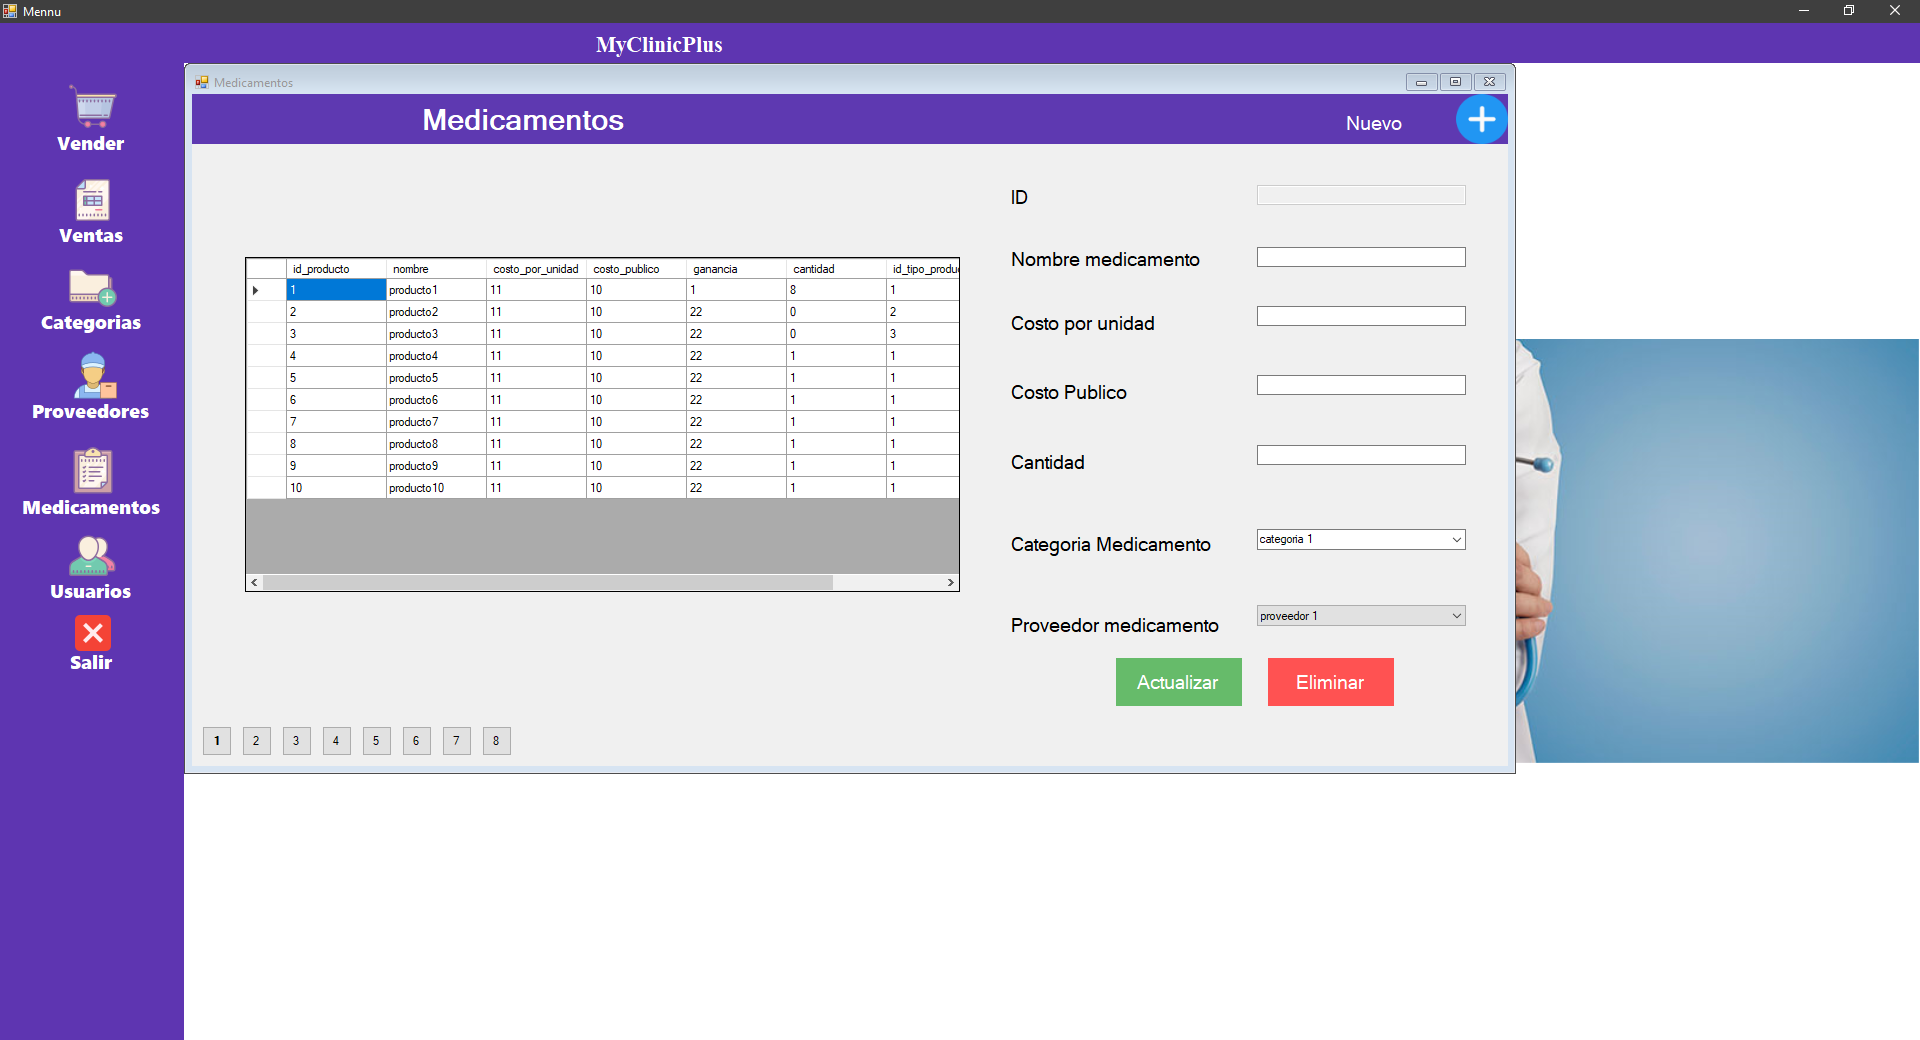 Mennu
MyClinicPlus
Vender
Ventas
Categorias
Proveedores
Medicamentos
Usuarios
Salir
Medicamentos
Medicamentos
Nuevo
id_producto nombre costo_por_unidad costo_publico ganancia cantidad id_tipo_produ
1 producto1 11 10 1 8 1
2 producto2 11 10 22 0 2
3 producto3 11 10 22 0 3
4 producto4 11 10 22 1 1
5 producto5 11 10 22 1 1
6 producto6 11 10 22 1 1
7 producto7 11 10 22 1 1
8 producto8 11 10 22 1 1
9 producto9 11 10 22 1 1
10 producto10 11 10 22 1 1
ID
Nombre medicamento
Costo por unidad
Costo Publico
Cantidad
Categoria Medicamento categoria 1
Proveedor medicamento proveedor 1
Actualizar Eliminar
1 2 3 4 5 6 7 8